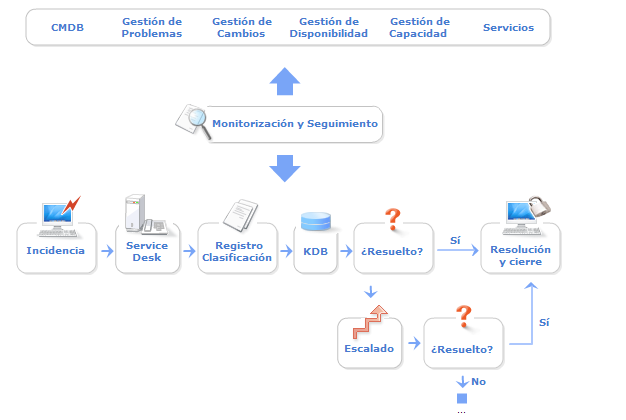 CMDB
Gestión de
Problemas
Gestión de
Cambios
Gestión de
Disponibilidad
Gestión de
Capacidad
Servicios
Monitorización y Seguimiento
Incidencia
Service
Desk
Registro
Clasificación
KDB
¿Resuelto?
Sí
Resolución
y cierre
Escalado
¿Resuelto?
Sí
No
...